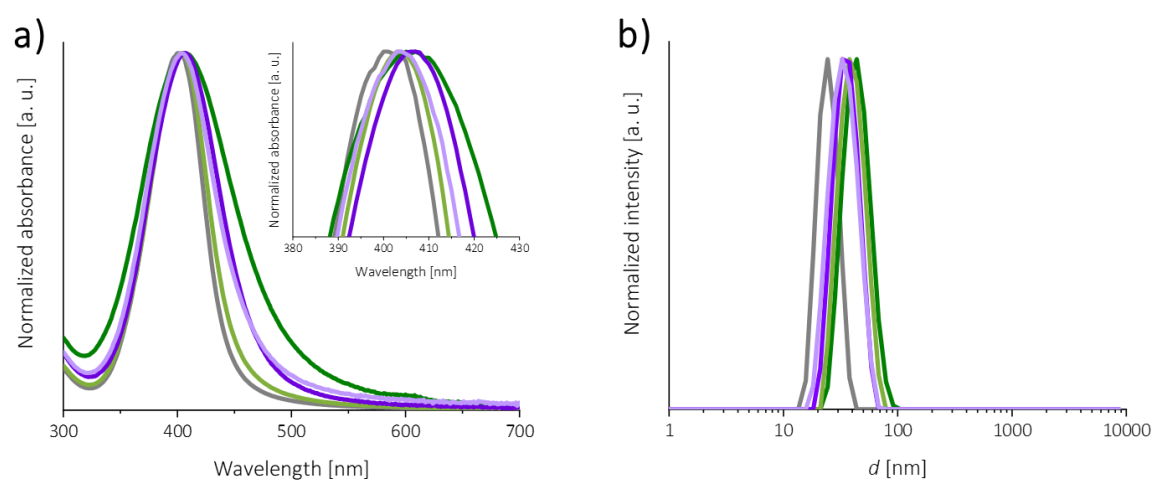 a)
Normalized absorbance [a. u.]
300
400
500
600
700
Wavelength [nm]
Normalized absorbance [a. u.]
380
390
400
410
420
430
Wavelength [nm]
b)
Normalized intensity [a. u.]
1
10
100
1000
10000
d [nm]